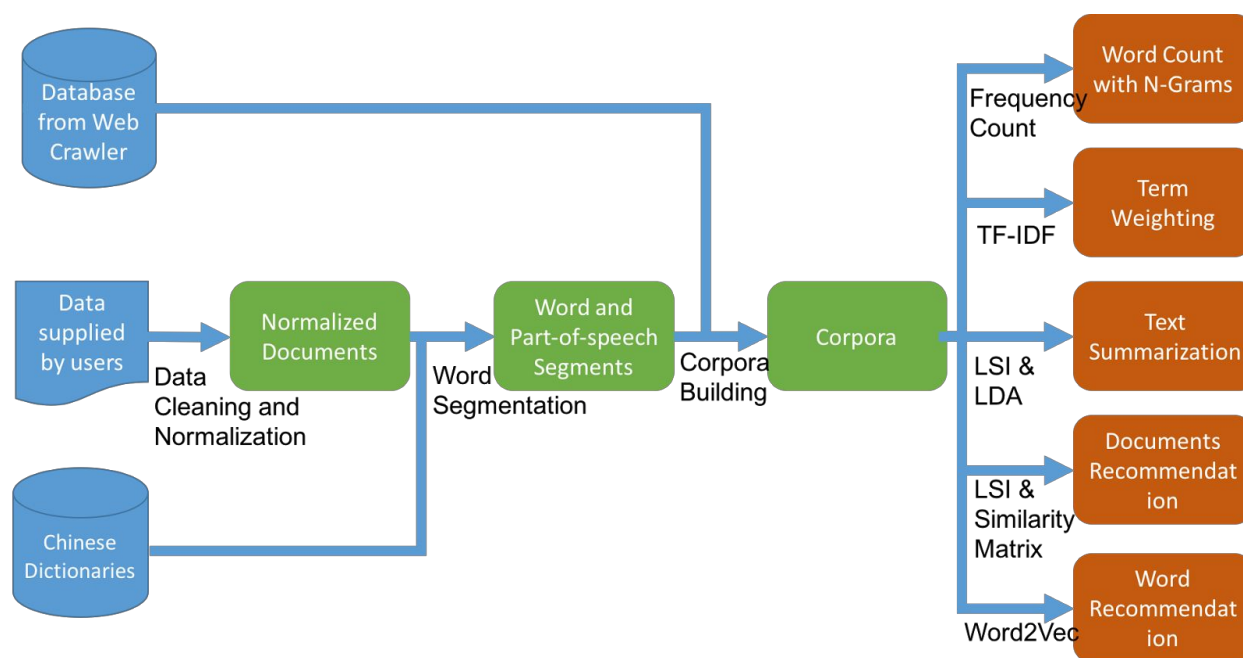 Database
from Web
Crawler
Data
supplied
by users
Data
Cleaning and
Normalization
Chinese
Dictionaries
Normalized
Documents
Word
Segmentation
Word and
Part-of-speech
Segments
Corpora
Building
Corpora
Frequency
Count
Word Count
with N-Grams
TF-IDF
Term
Weighting
LSI &
LDA
Text
Summarization
LSI &
Similarity
Matrix
Documents
Recommendat
ion
Word2Vec
Word
Recommendat
ion